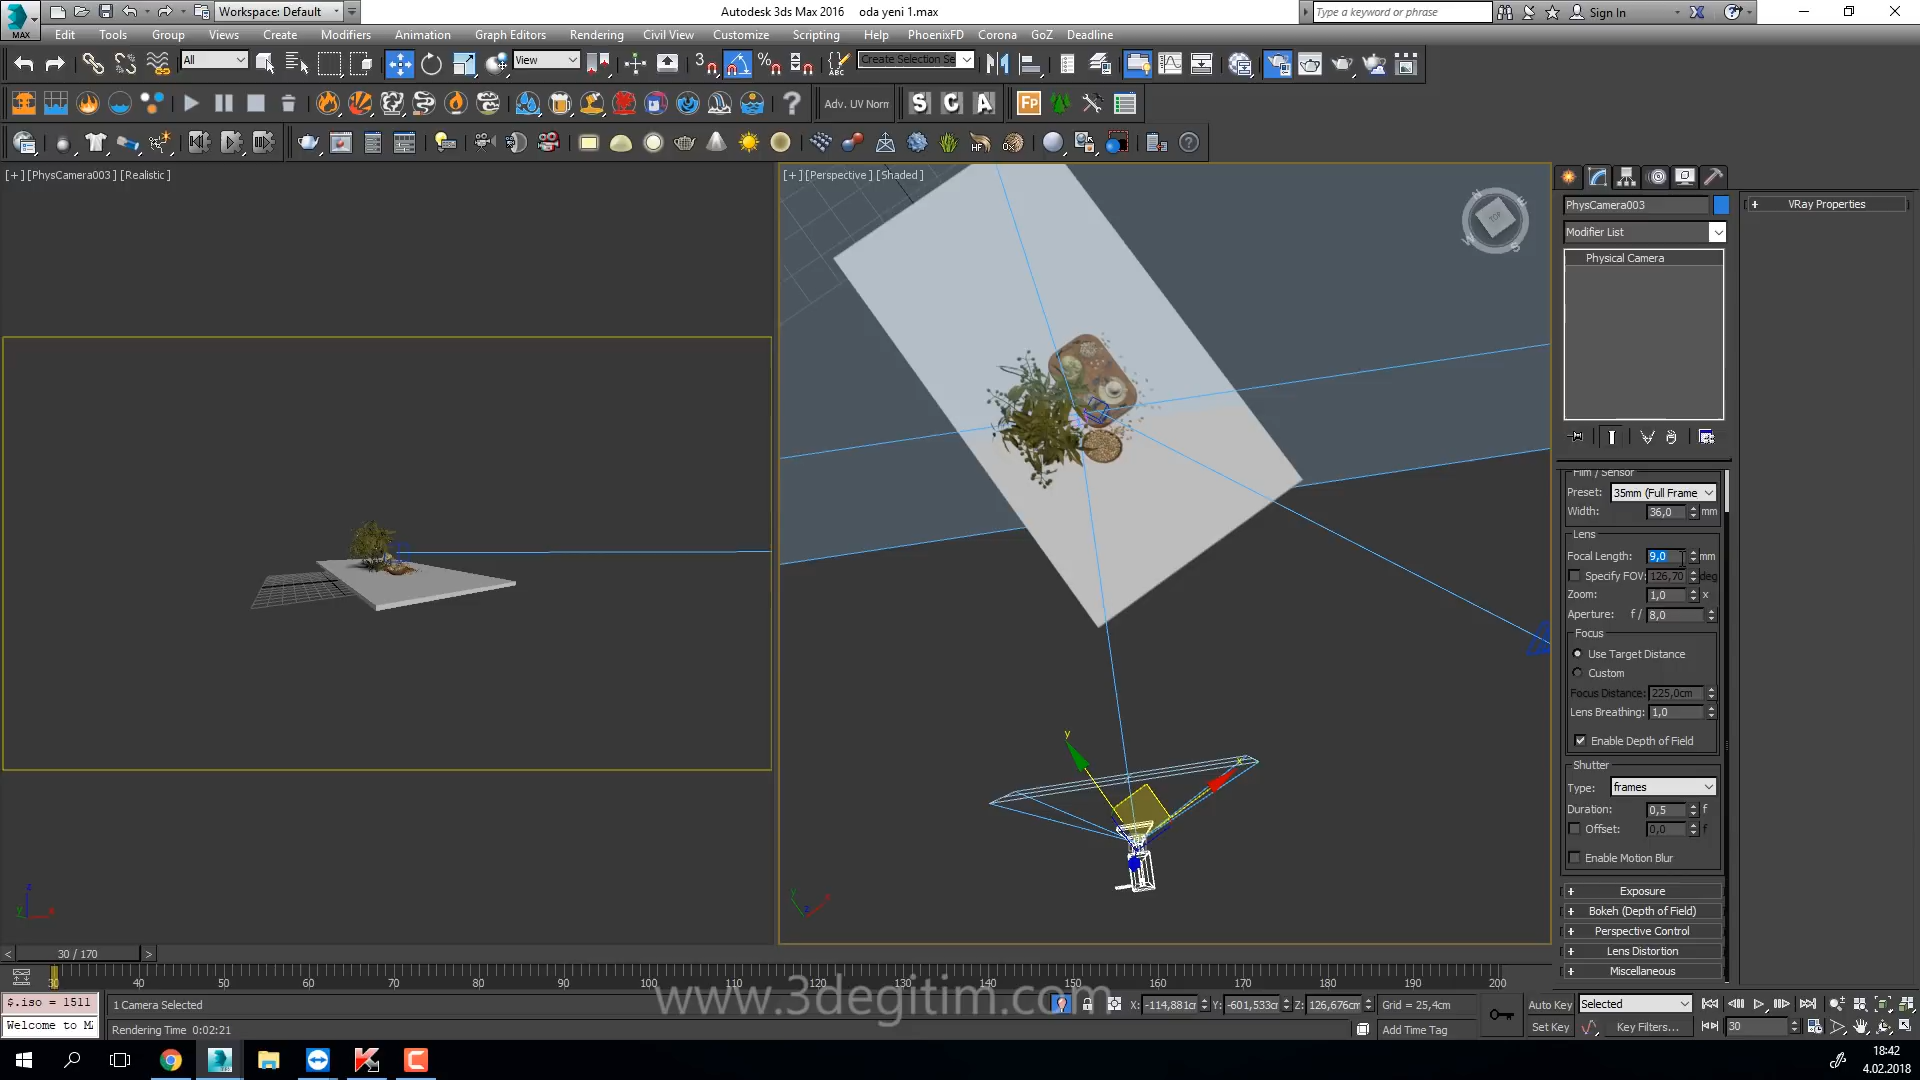 MAX
Workspace: Default
Autodesk 3ds Max 2016 oda yeni 1.max
Type a keyword or phrase
Sign In
Edit Tools Group Views Create Modifiers Animation Graph Editors Rendering Civil View Customize Scripting Help PhoenixFD Corona GoZ Deadline
All
View
3
ABC
Create Selection Se
Adv. UV Norm
S C A
Fp
HF
[+] [PhysCamera003] [Realistic]
[+] [Perspective] [Shaded]
TOP
PhysCamera003
VRay Properties
Modifier List
Physical Camera
Film / Sensor
Preset: 35mm (Full Frame
Width: 36,0 mm
Lens
Focal Length: 9,0 mm
Specify FOV: 126,70 deg
Zoom: 1,0 x
Aperture: f / 8,0
Focus
Use Target Distance
Custom
Focus Distance: 225,0cm
Lens Breathing: 1,0
Enable Depth of Field
Shutter
Type: frames
Duration: 0,5 f
Offset: 0,0 f
Enable Motion Blur
+ Exposure
+ Bokeh (Depth of Field)
+ Perspective Control
+ Lens Distortion
+ Miscellaneous
y
x
z
< 30 / 170 >
30 40 50 60 70 80 90 100 110 120 130 140 150 160 170 180 190 200
www.3degitim.com
$.iso = 1511
1 Camera Selected
X: -114,881cm Y: -601,533cm Z: 126,676cm Grid = 25,4cm
Auto Key Selected
Welcome to M
Rendering Time 0:02:21
Add Time Tag
Set Key Key Filters...
30
18:42
4.02.2018